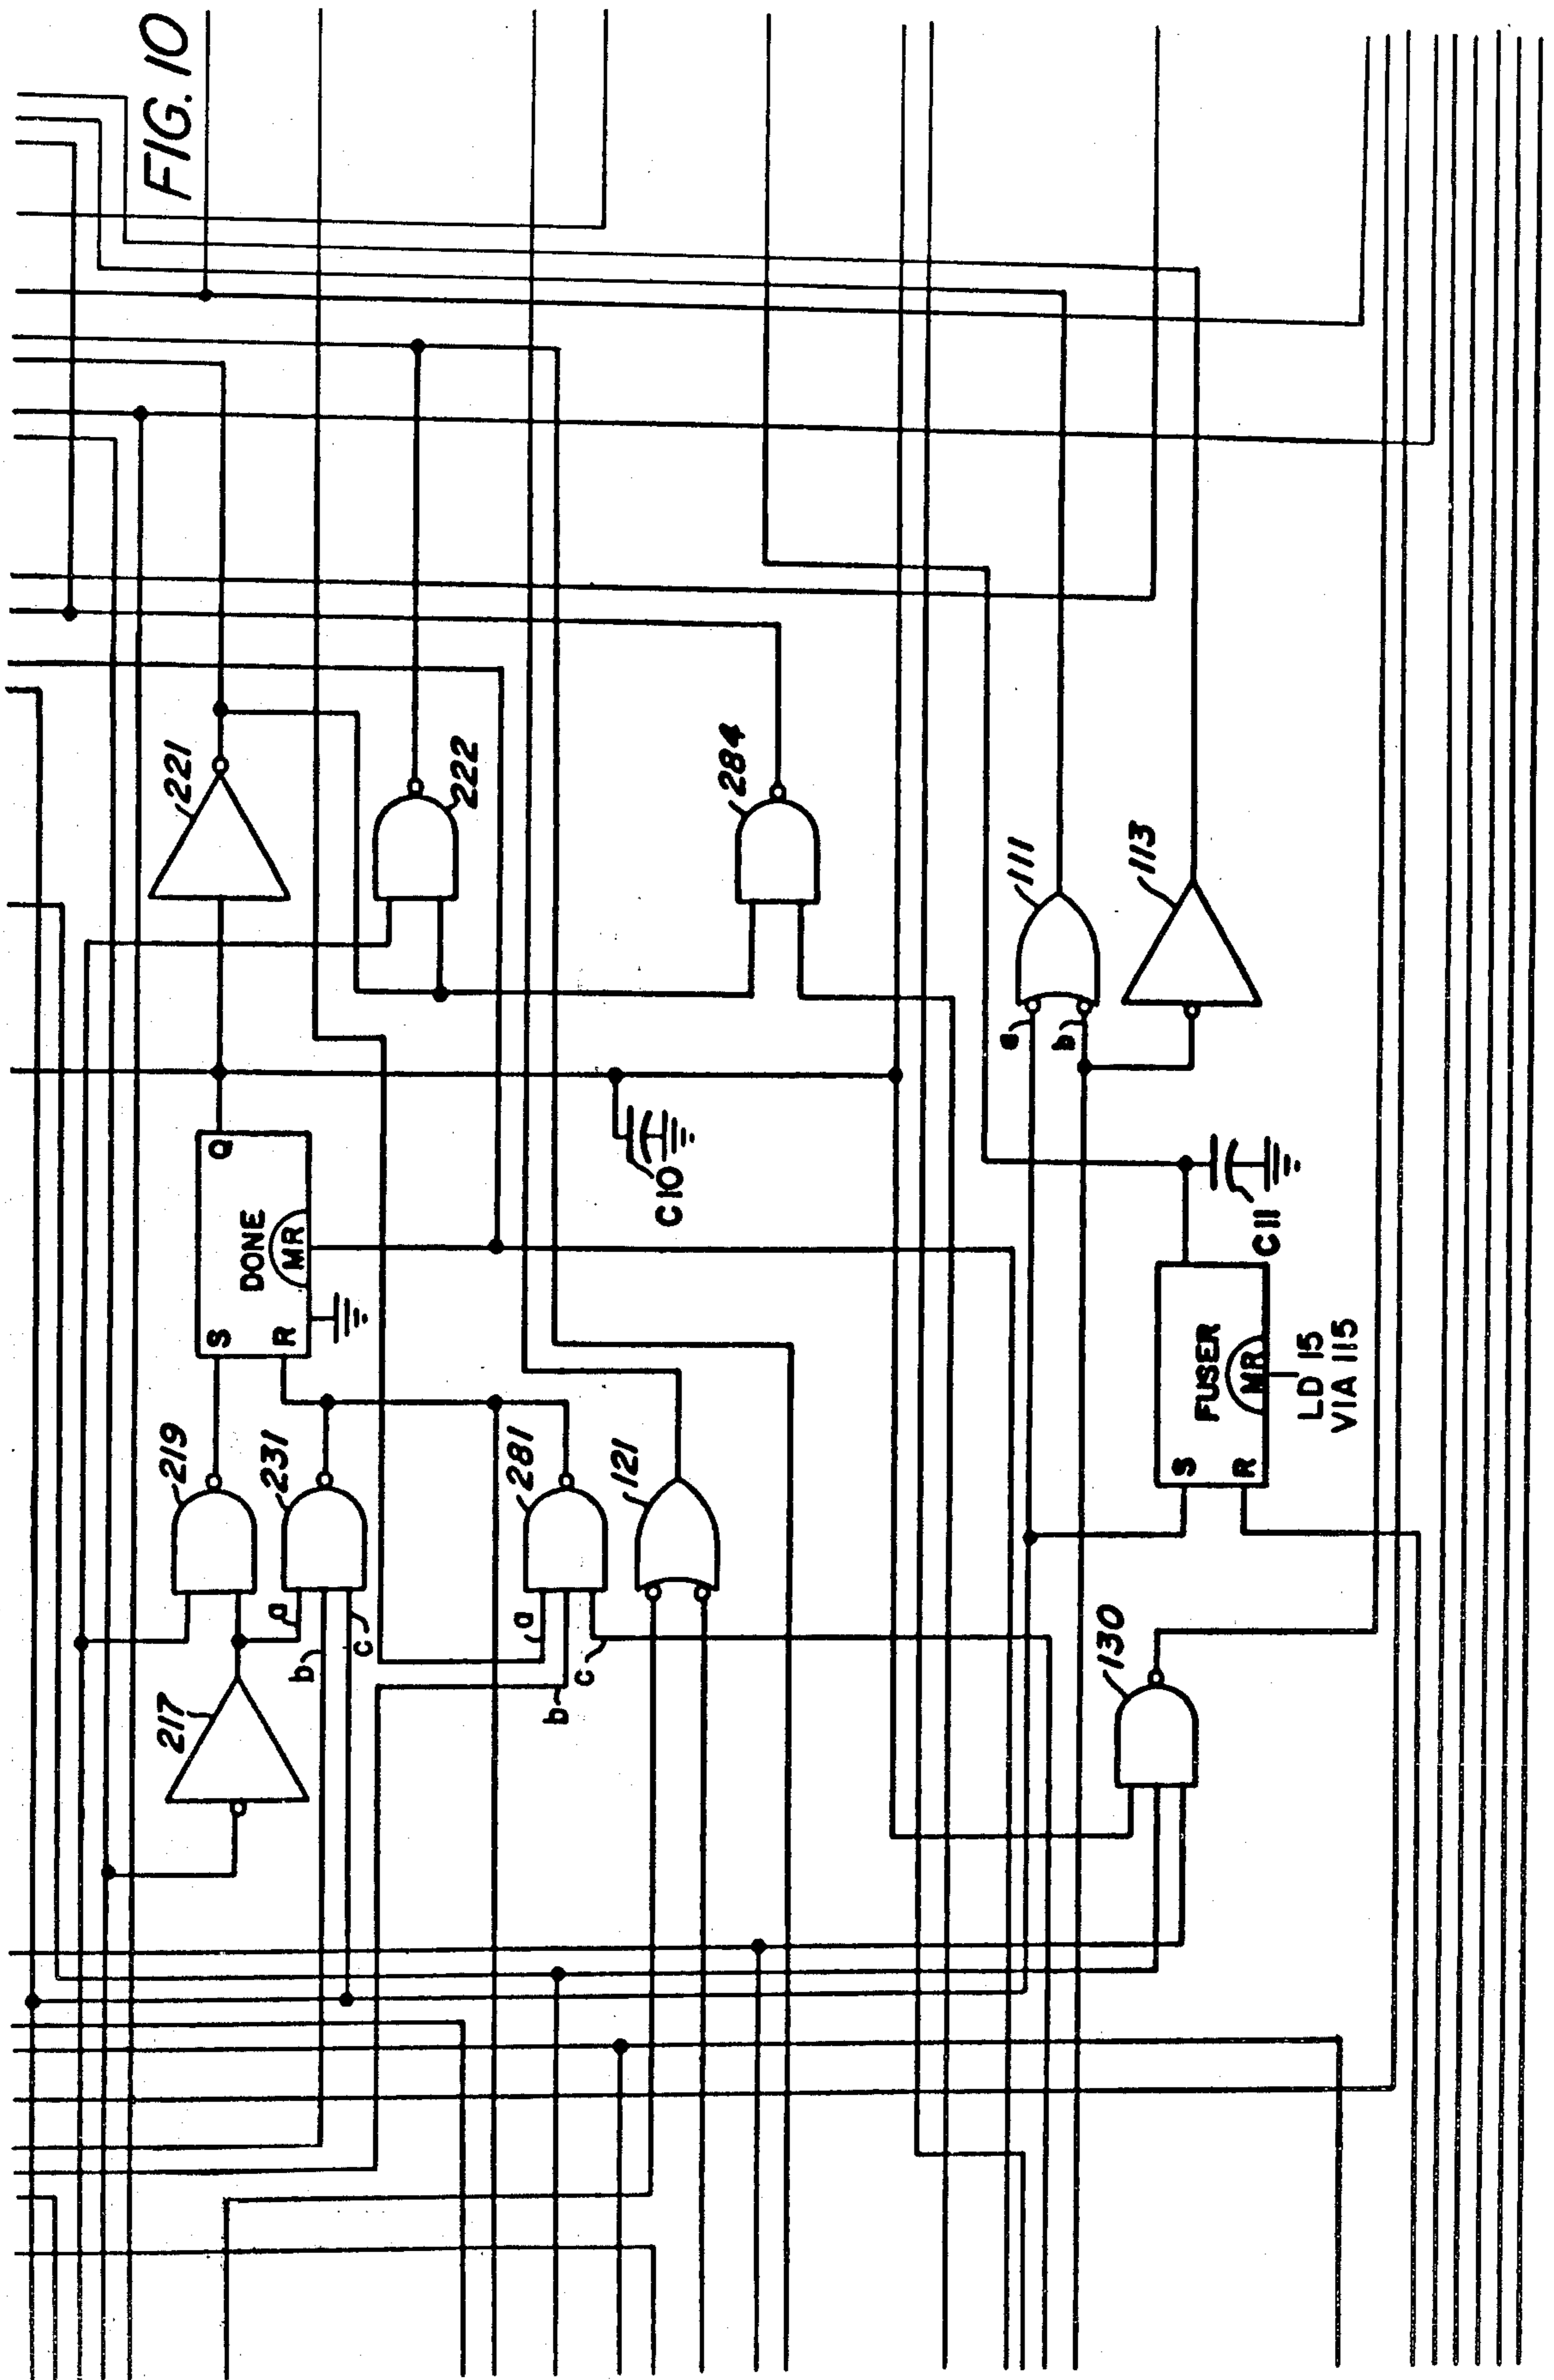 FIG. 10
221
222
284
111
a
b
113
Q
DONE
MR
S
R
C10
C11
219
231
281
121
FUSER
MR
S
R
LD 15
VIA 115
217
a
b
c
a
b
c
130